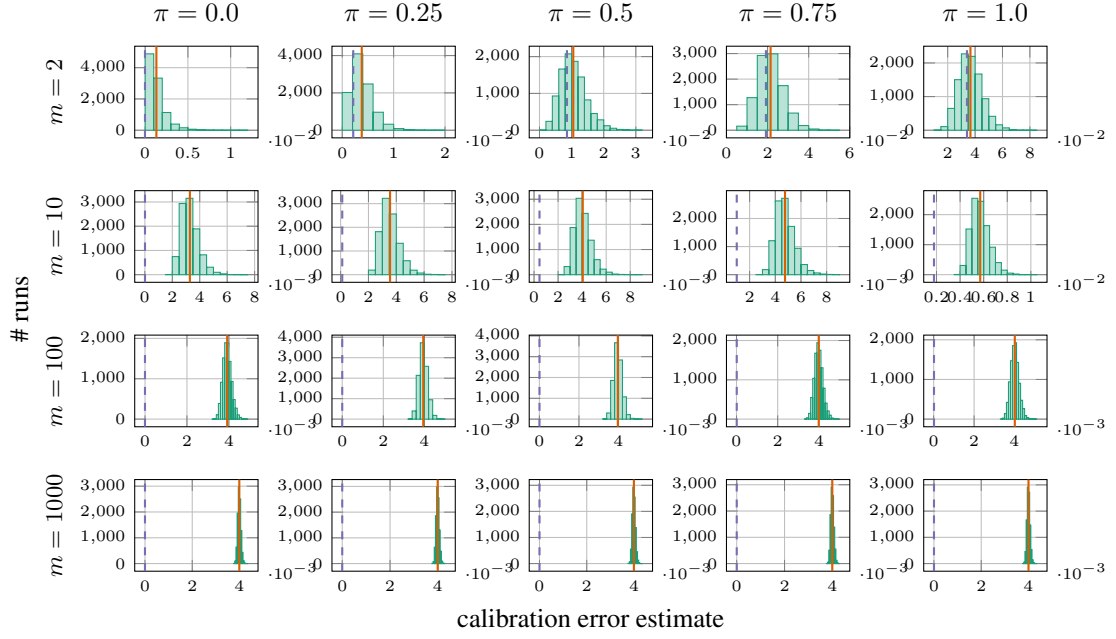 π = 0.0 π = 0.25 π = 0.5 π = 0.75 π = 1.0
m = 2
4,000 2,000 0
4,000 2,000 0
2,000 1,000 0
3,000 2,000 1,000 0
2,000 1,000 0
0 0.5 1 ·10⁻²
0 1 2 ·10⁻²
0 1 2 3 ·10⁻²
0 2 4 6 ·10⁻²
2 4 6 8 ·10⁻²
m = 10
3,000 2,000 1,000 0
3,000 2,000 1,000 0
3,000 2,000 1,000 0
2,000 1,000 0
2,000 1,000 0
2 4 6 8 ·10⁻³
0 2 4 6 8 ·10⁻³
0 2 4 6 8 ·10⁻³
2 4 6 8 ·10⁻³
0.2 0.4 0.6 0.8 1 ·10⁻²
# runs
m = 100
2,000 1,000 0
4,000 3,000 2,000 1,000 0
4,000 3,000 2,000 1,000 0
2,000 1,000 0
2,000 1,000 0
0 2 4 ·10⁻³
0 2 4 ·10⁻³
0 2 4 ·10⁻³
0 2 4 ·10⁻³
0 2 4 ·10⁻³
m = 1000
3,000 2,000 1,000 0
3,000 2,000 1,000 0
3,000 2,000 1,000 0
3,000 2,000 1,000 0
3,000 2,000 1,000 0
0 2 4 ·10⁻³
0 2 4 ·10⁻³
0 2 4 ·10⁻³
0 2 4 ·10⁻³
0 2 4 ·10⁻³
calibration error estimate